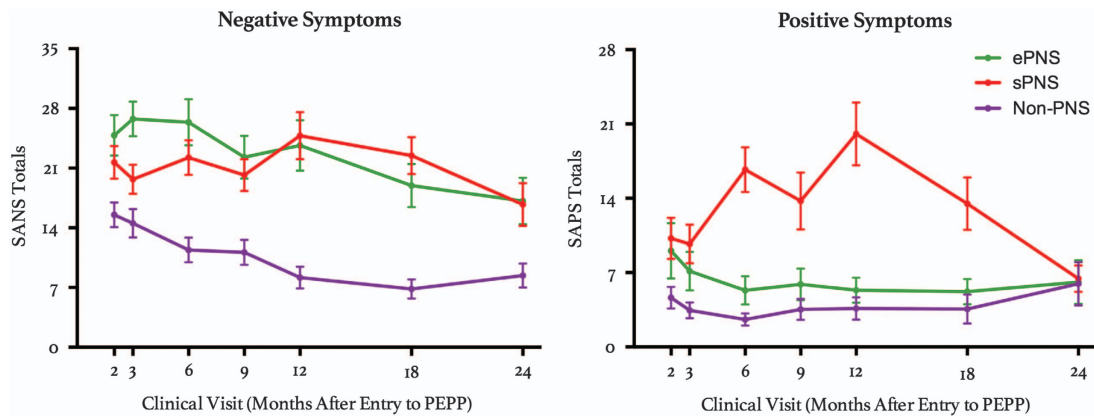 Negative Symptoms
35
28
21
14
7
0
SANS Totals
2 3 6 9 12 18 24
Clinical Visit (Months After Entry to PEPP)
Positive Symptoms
28
21
14
7
0
SAPS Totals
ePNS
sPNS
Non-PNS
2 3 6 9 12 18 24
Clinical Visit (Months After Entry to PEPP)